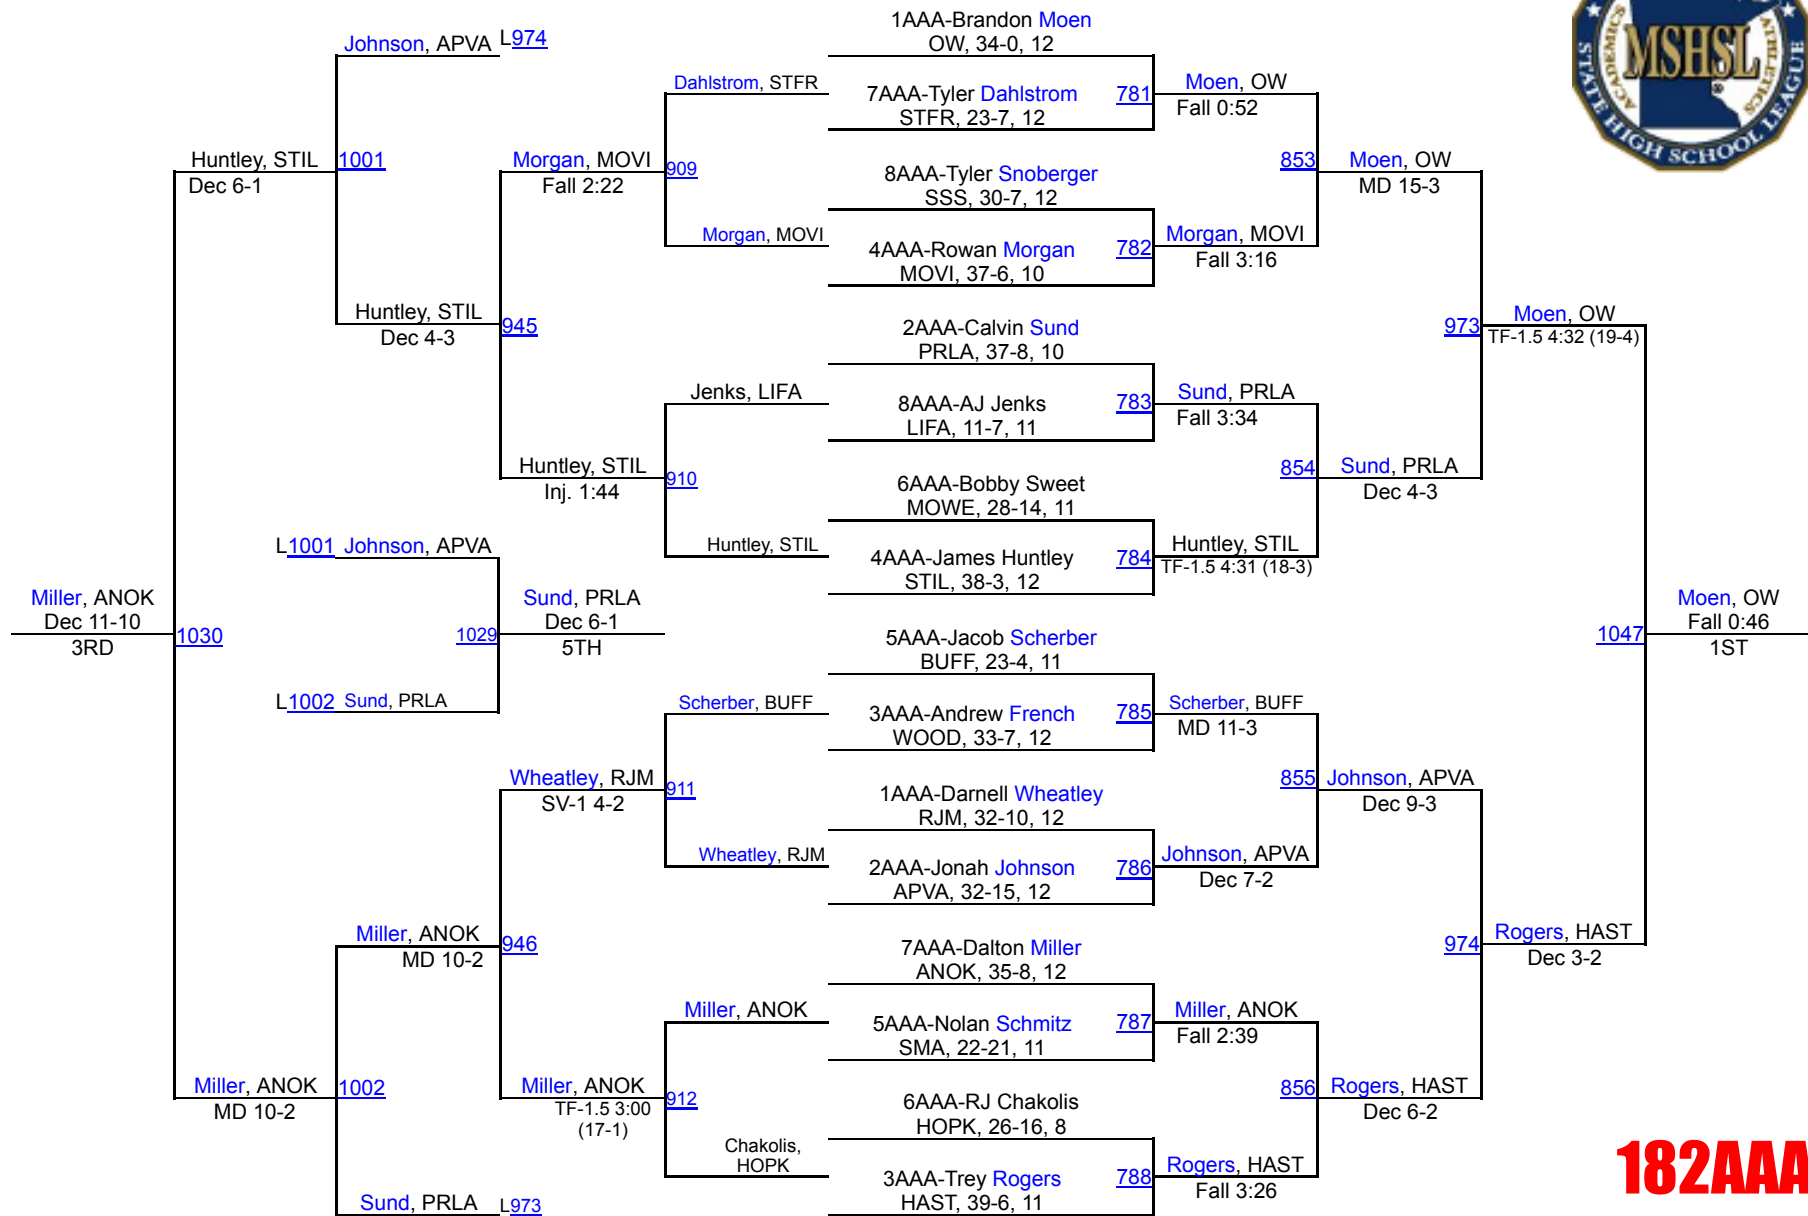 Johnson, APVA L974
Huntley, STIL 1001
Dec 6-1
Huntley, STIL
Dec 4-3
L1001 Johnson, APVA
Miller, ANOK
Dec 11-10
3RD
1030
1029
Sund, PRLA
Dec 6-1
5TH
L1002 Sund, PRLA
Miller, ANOK
MD 10-2
Miller, ANOK 1002
MD 10-2
Sund, PRLA L973
Dahlstrom, STFR
Morgan, MOVI 909
Fall 2:22
Morgan, MOVI
945
Jenks, LIFA
Huntley, STIL 910
Inj. 1:44
Huntley, STIL
Scherber, BUFF
Wheatley, RJM 911
SV-1 4-2
Wheatley, RJM
946
Miller, ANOK
Miller, ANOK 912
TF-1.5 3:00
(17-1)
Chakolis,
HOPK
1AAA-Brandon Moen
OW, 34-0, 12
7AAA-Tyler Dahlstrom 781
STFR, 23-7, 12
8AAA-Tyler Snoberger
SSS, 30-7, 12
4AAA-Rowan Morgan 782
MOVI, 37-6, 10
2AAA-Calvin Sund
PRLA, 37-8, 10
8AAA-AJ Jenks 783
LIFA, 11-7, 11
6AAA-Bobby Sweet
MOWE, 28-14, 11
4AAA-James Huntley 784
STIL, 38-3, 12
5AAA-Jacob Scherber
BUFF, 23-4, 11
3AAA-Andrew French 785
WOOD, 33-7, 12
1AAA-Darnell Wheatley
RJM, 32-10, 12
2AAA-Jonah Johnson 786
APVA, 32-15, 12
7AAA-Dalton Miller
ANOK, 35-8, 12
5AAA-Nolan Schmitz 787
SMA, 22-21, 11
6AAA-RJ Chakolis
HOPK, 26-16, 8
3AAA-Trey Rogers 788
HAST, 39-6, 11
Moen, OW
Fall 0:52
853 Moen, OW
MD 15-3
Morgan, MOVI
Fall 3:16
973 Moen, OW
TF-1.5 4:32 (19-4)
Sund, PRLA
Fall 3:34
854 Sund, PRLA
Dec 4-3
Huntley, STIL
TF-1.5 4:31 (18-3)
1047
Moen, OW
Fall 0:46
1ST
Scherber, BUFF
MD 11-3
855 Johnson, APVA
Dec 9-3
Johnson, APVA
Dec 7-2
974 Rogers, HAST
Dec 3-2
Miller, ANOK
Fall 2:39
856 Rogers, HAST
Dec 6-2
Rogers, HAST
Fall 3:26
MSHSL
ACADEMICS
ATHLETICS
STATE HIGH SCHOOL LEAGUE
182AAA